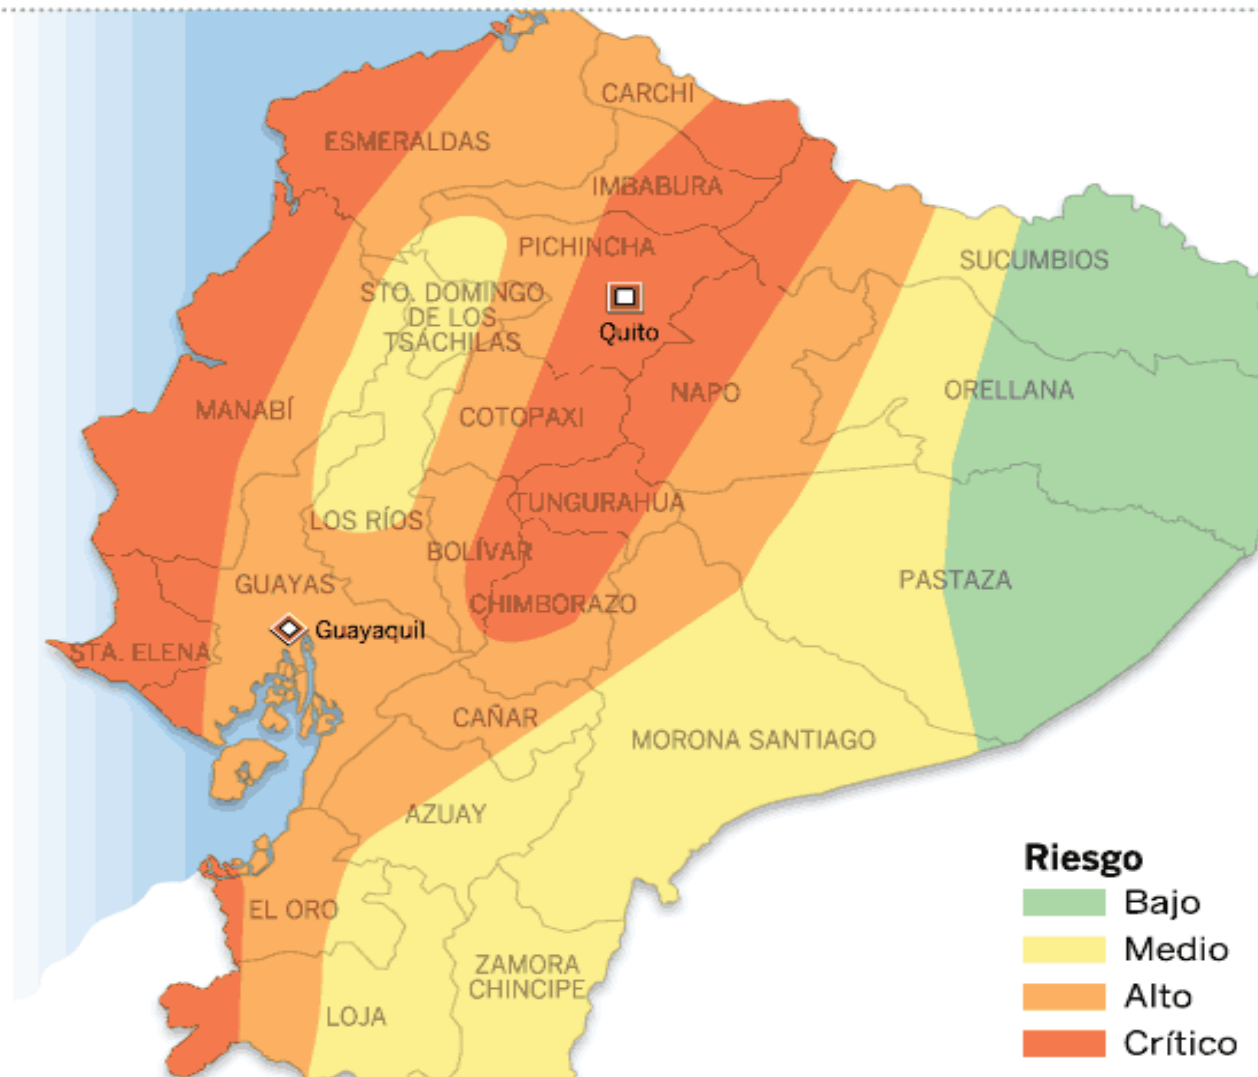 CARCHI
ESMERALDAS
IMBABURA
PICHINCHA
SUCUMBIOS
STO. DOMINGO
DE LOS
TSÁCHILAS
Quito
NAPO
ORELLANA
MANABÍ
COTOPAXI
TUNGURAHUA
LOS RÍOS
BOLÍVAR
GUAYAS
PASTAZA
CHIMBORAZO
Guayaquil
STA. ELENA
CAÑAR
MORONA SANTIAGO
AZUAY
EL ORO
ZAMORA
CHINCIPE
LOJA
Riesgo
Bajo
Medio
Alto
Crítico